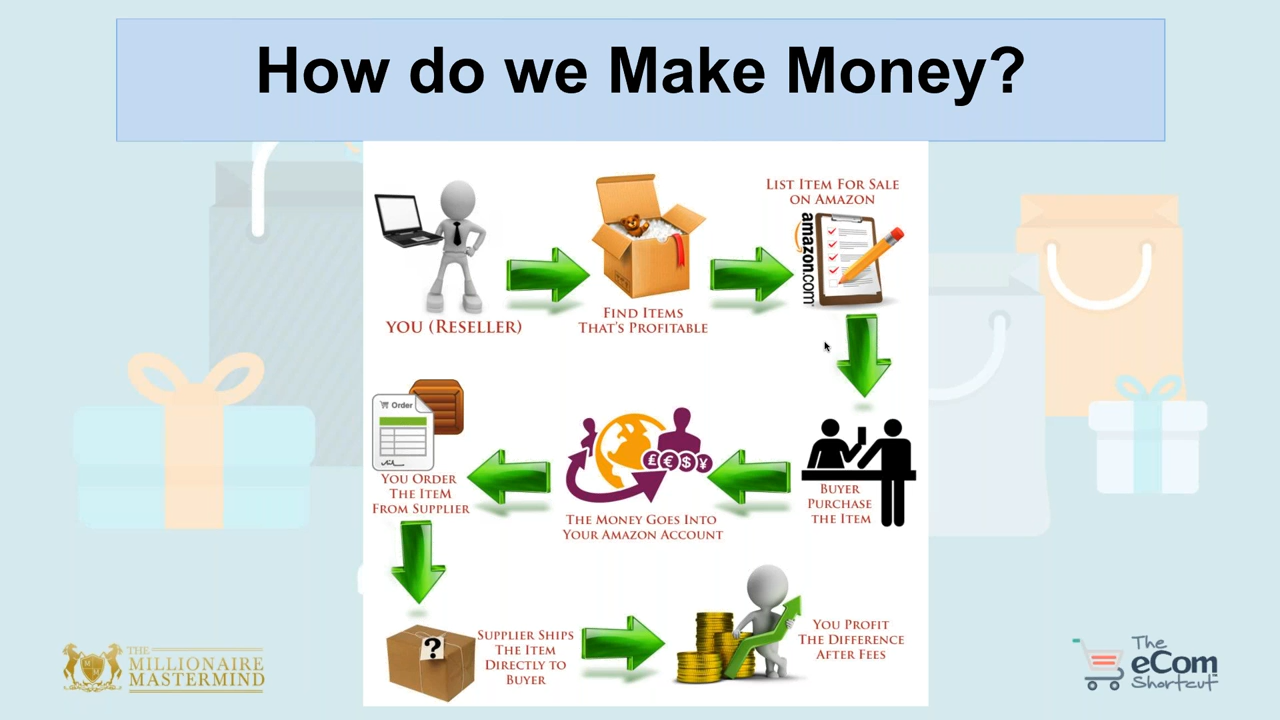 How do we Make Money?
LIST ITEM FOR SALE
ON AMAZON
amazon.com
YOU (RESELLER)
FIND ITEMS
THAT'S PROFITABLE
Order
YOU ORDER
THE ITEM
FROM SUPPLIER
£ € $ ¥
THE MONEY GOES INTO
YOUR AMAZON ACCOUNT
BUYER
PURCHASE
THE ITEM
?
SUPPLIER SHIPS
THE ITEM
DIRECTLY TO
BUYER
YOU PROFIT
THE DIFFERENCE
AFTER FEES
THE
MILLIONAIRE
MASTERMIND
The
eCom
Shortcut